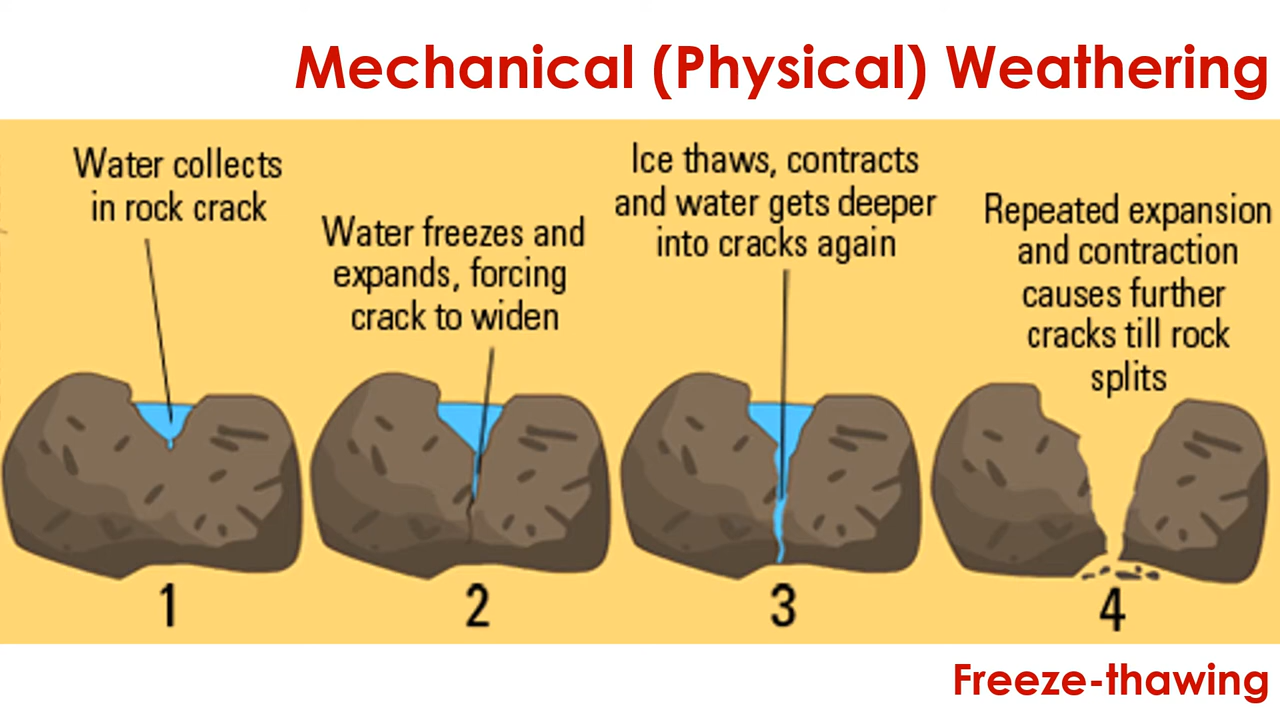 Mechanical (Physical) Weathering
Water collects
in rock crack
Water freezes and
expands, forcing
crack to widen
Ice thaws, contracts
and water gets deeper
into cracks again
Repeated expansion
and contraction
causes further
cracks till rock
splits
1
2
3
4
Freeze-thawing